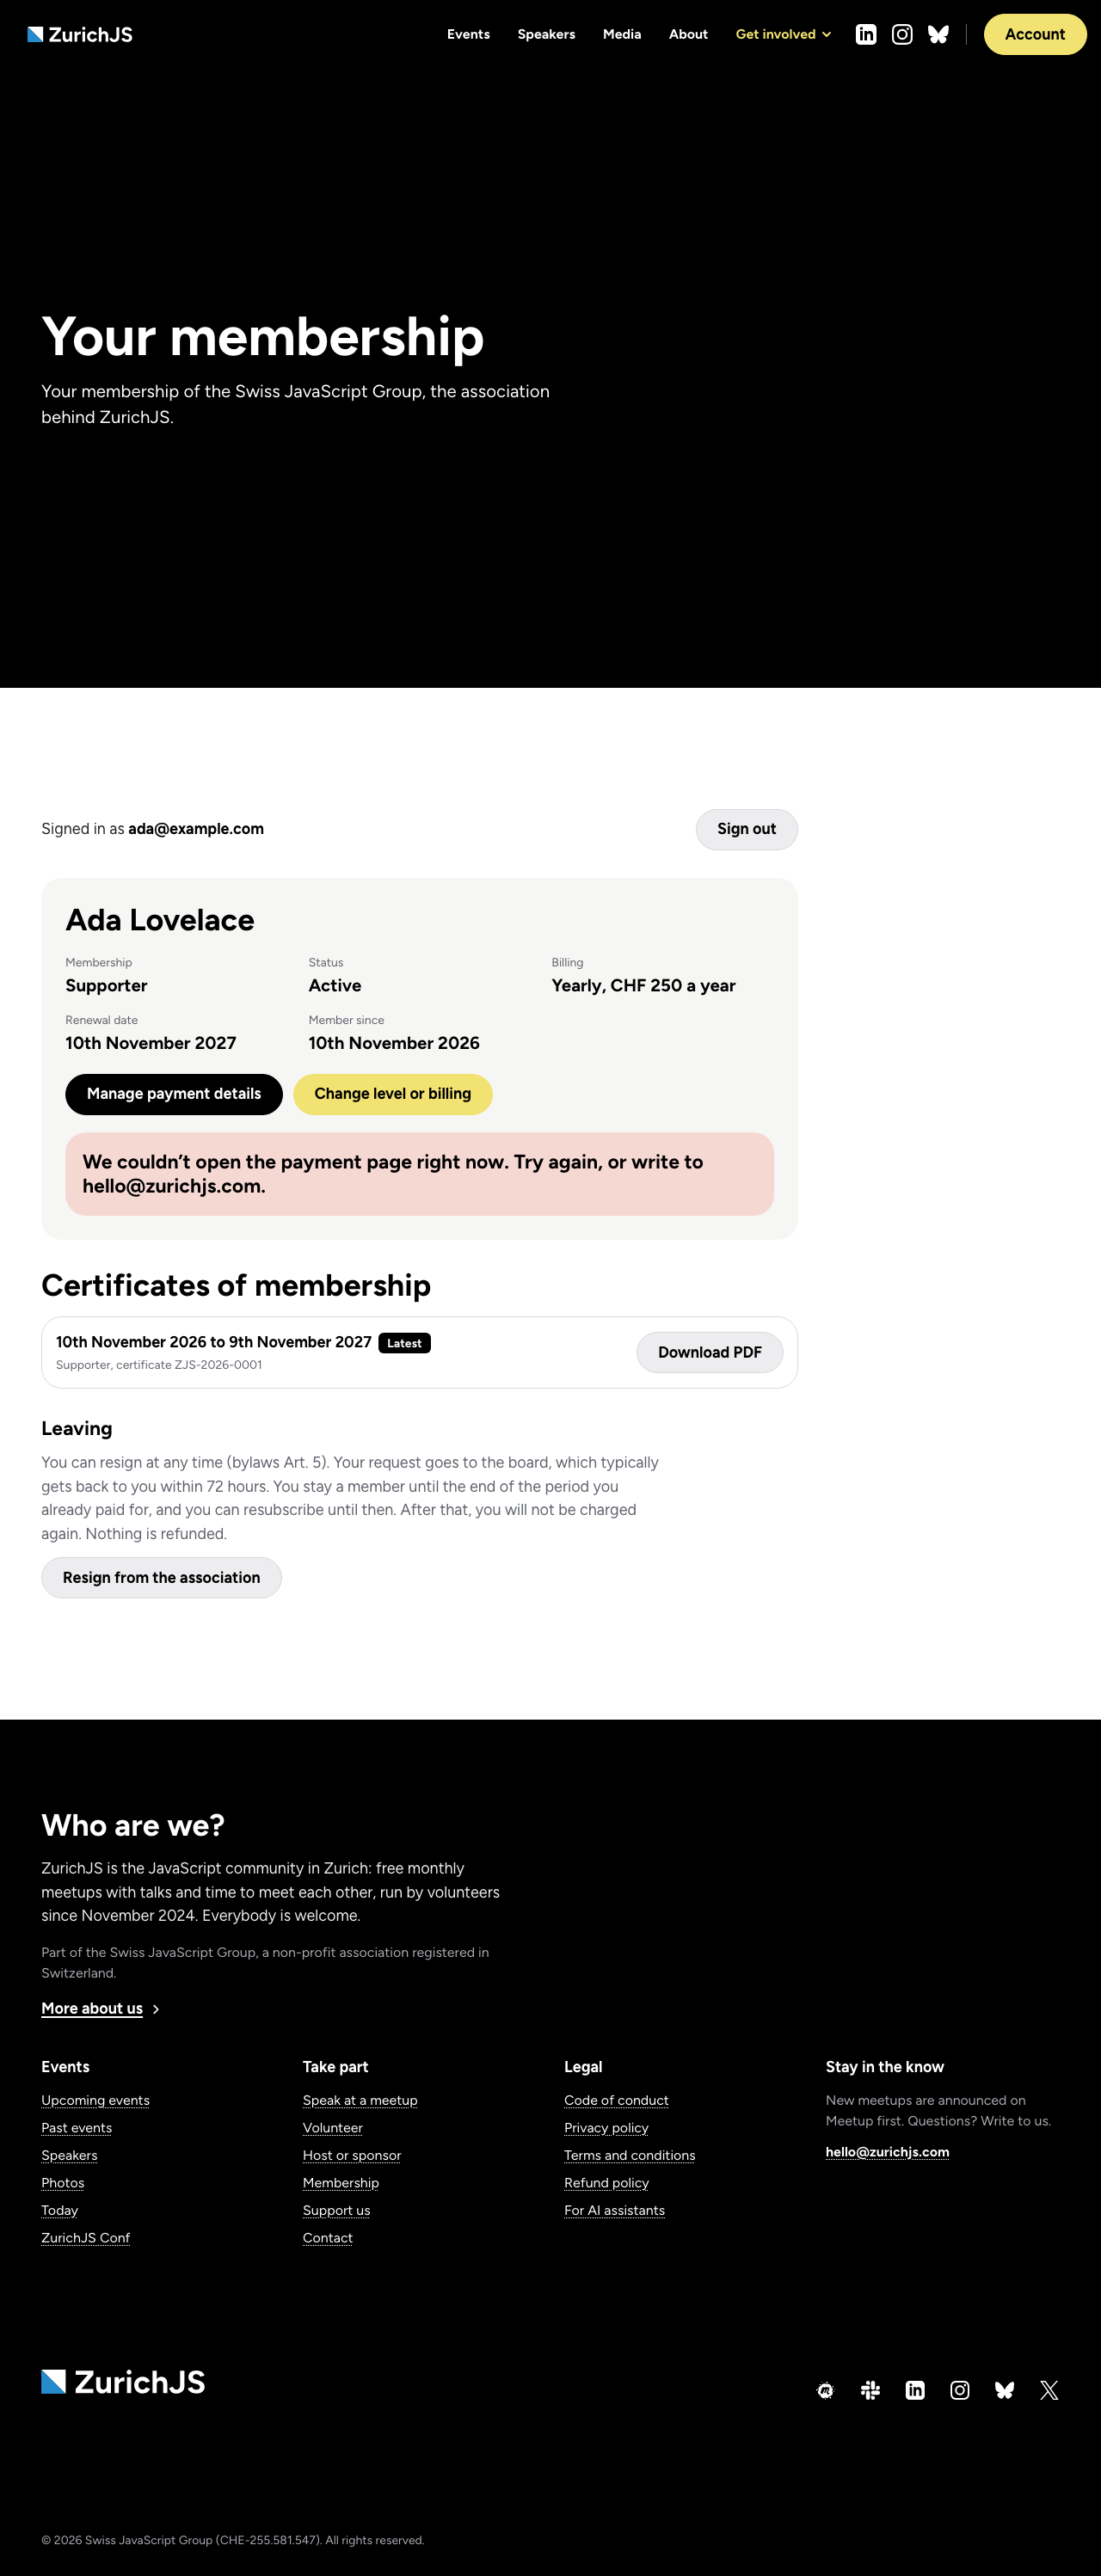 ZurichJS
Events
Speakers
Media
About
Get involved
Account
Your membership
Your membership of the Swiss JavaScript Group, the association
behind ZurichJS.
Signed in as ada@example.com
Sign out
Ada Lovelace
Membership
Supporter
Status
Active
Billing
Yearly, CHF 250 a year
Renewal date
10th November 2027
Member since
10th November 2026
Manage payment details
Change level or billing
We couldn’t open the payment page right now. Try again, or write to
hello@zurichjs.com.
Certificates of membership
10th November 2026 to 9th November 2027
Latest
Supporter, certificate ZJS-2026-0001
Download PDF
Leaving
You can resign at any time (bylaws Art. 5). Your request goes to the board, which typically
gets back to you within 72 hours. You stay a member until the end of the period you
already paid for, and you can resubscribe until then. After that, you will not be charged
again. Nothing is refunded.
Resign from the association
Who are we?
ZurichJS is the JavaScript community in Zurich: free monthly
meetups with talks and time to meet each other, run by volunteers
since November 2024. Everybody is welcome.
Part of the Swiss JavaScript Group, a non-profit association registered in
Switzerland.
More about us
Events
Upcoming events
Past events
Speakers
Photos
Today
ZurichJS Conf
Take part
Speak at a meetup
Volunteer
Host or sponsor
Membership
Support us
Contact
Legal
Code of conduct
Privacy policy
Terms and conditions
Refund policy
For AI assistants
Stay in the know
New meetups are announced on
Meetup first. Questions? Write to us.
hello@zurichjs.com
ZurichJS
© 2026 Swiss JavaScript Group (CHE-255.581.547). All rights reserved.